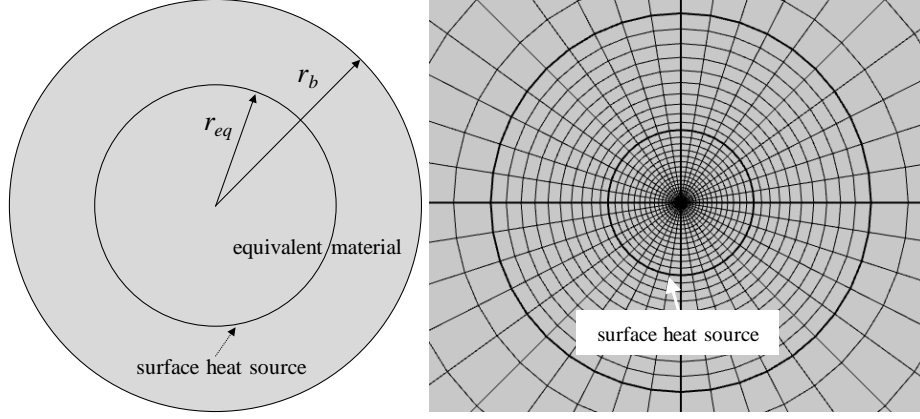 r_b
r_eq
equivalent material
surface heat source
surface heat source